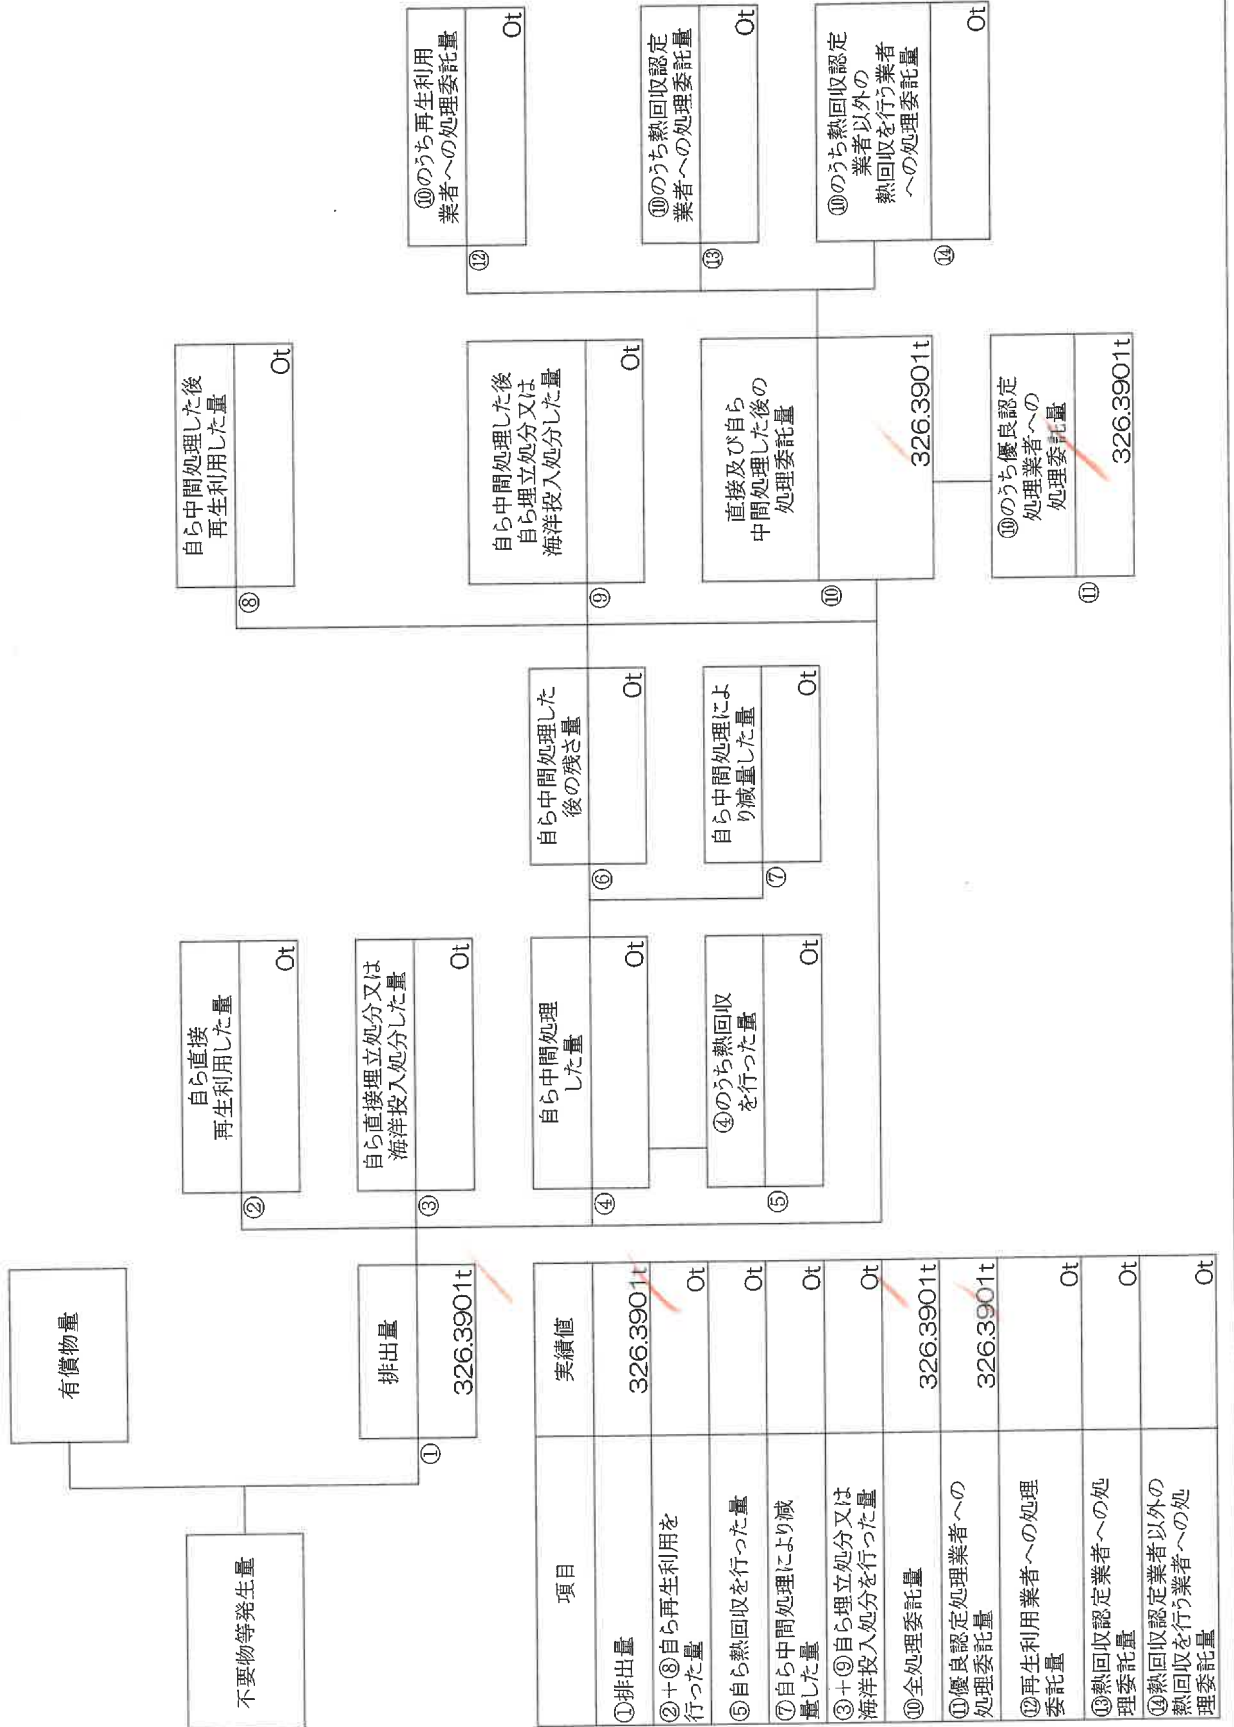 不要物等発生量
有償物量
排出量
①
326.3901t
自ら直接
再生利用した量
②
0t
自ら直接埋立処分又は
海洋投入処分した量
③
0t
自ら中間処理
した量
④
0t
④のうち熱回収
を行った量
⑤
0t
自ら中間処理した
後の残さ量
⑥
0t
自ら中間処理によ
り減量した量
⑦
0t
自ら中間処理した後
再生利用した量
⑧
0t
自ら中間処理した後
自ら埋立処分又は
海洋投入処分した量
⑨
0t
直接及び自ら
中間処理した後の
処理委託量
⑩
326.3901t
⑩のうち優良認定
処理業者への
処理委託量
⑪
326.3901t
⑩のうち再生利用
業者への処理委託量
⑫
0t
⑩のうち熱回収認定
業者への処理委託量
⑬
0t
⑩のうち熱回収認定
業者以外の
熱回収を行う業者
への処理委託量
⑭
0t
項目
実績値
①排出量
326.3901t
②+⑧自ら再生利用を
行った量
0t
⑤自ら熱回収を行った量
0t
⑦自ら中間処理により減
量した量
0t
③+⑨自ら埋立処分又は
海洋投入処分を行った量
0t
⑩全処理委託量
326.3901t
⑪優良認定処理業者への
処理委託量
326.3901t
⑫再生利用業者への処理
委託量
0t
⑬熱回収認定業者への処
理委託量
0t
⑭熱回収認定業者以外の
熱回収を行う業者への処
理委託量
0t